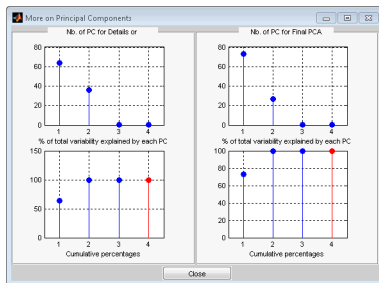 More on Principal Components
Nb. of PC for Details or
80
60
40
20
0
1 2 3 4
% of total variability explained by each PC
150
100
50
0
1 2 3 4
Cumulative percentages
Nb. of PC for Final PCA
80
60
40
20
0
1 2 3 4
% of total variability explained by each PC
100
80
60
40
20
0
1 2 3 4
Cumulative percentages
Close